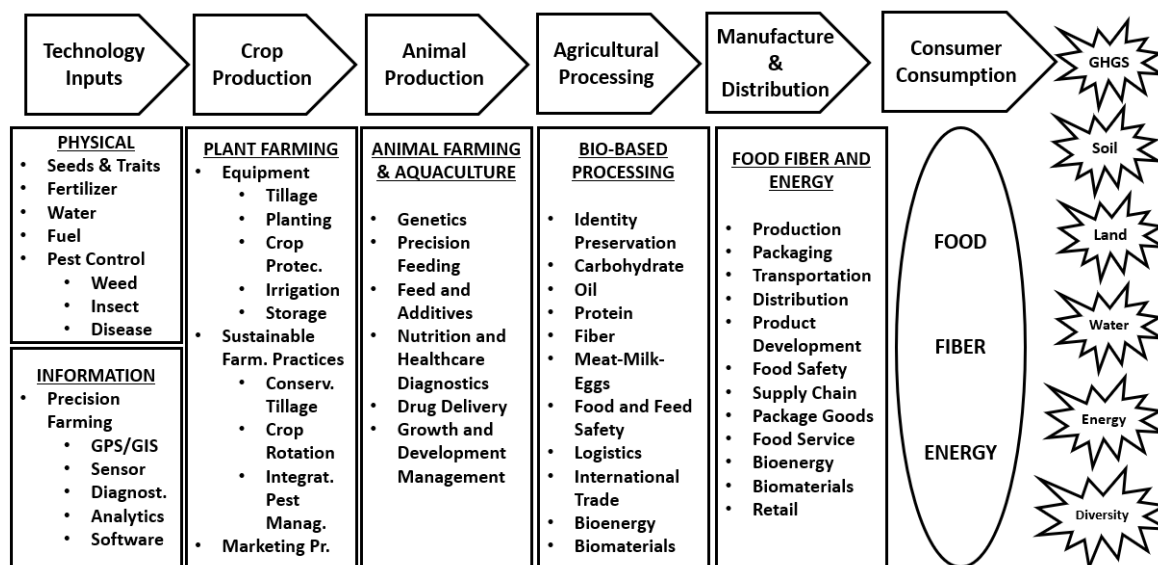 Technology
Inputs
Crop
Production
Animal
Production
Agricultural
Processing
Manufacture
&
Distribution
Consumer
Consumption
GHGS
PHYSICAL
• Seeds & Traits
• Fertilizer
• Water
• Fuel
• Pest Control
• Weed
• Insect
• Disease
INFORMATION
• Precision
Farming
• GPS/GIS
• Sensor
• Diagnost.
• Analytics
• Software
PLANT FARMING
• Equipment
• Tillage
• Planting
• Crop
Protec.
• Irrigation
• Storage
• Sustainable
Farm. Practices
• Conserv.
Tillage
• Crop
Rotation
• Integrat.
Pest
Manag.
• Marketing Pr.
ANIMAL FARMING
& AQUACULTURE
• Genetics
• Precision
Feeding
• Feed and
Additives
• Nutrition and
Healthcare
Diagnostics
• Drug Delivery
• Growth and
Development
Management
BIO-BASED
PROCESSING
• Identity
Preservation
• Carbohydrate
• Oil
• Protein
• Fiber
• Meat-Milk-
Eggs
• Food and Feed
Safety
• Logistics
• International
Trade
• Bioenergy
• Biomaterials
FOOD FIBER AND
ENERGY
• Production
• Packaging
• Transportation
• Distribution
• Product
Development
• Food Safety
• Supply Chain
• Package Goods
• Food Service
• Bioenergy
• Biomaterials
• Retail
FOOD
FIBER
ENERGY
Soil
Land
Water
Energy
Diversity